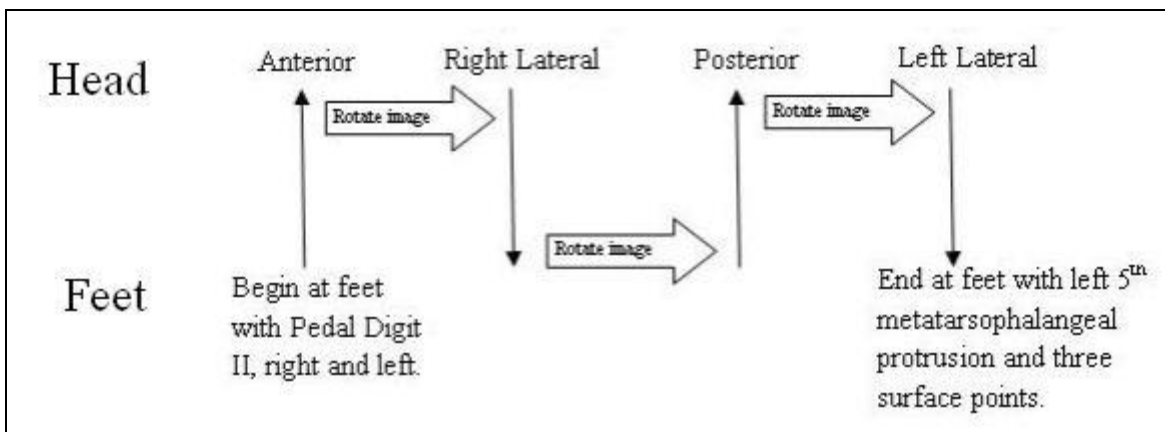 Head
Anterior
Right Lateral
Posterior
Left Lateral
Rotate image
Rotate image
Rotate image
Feet
Begin at feet
with Pedal Digit
II, right and left.
End at feet with left 5th
metatarsophalangeal
protrusion and three
surface points.